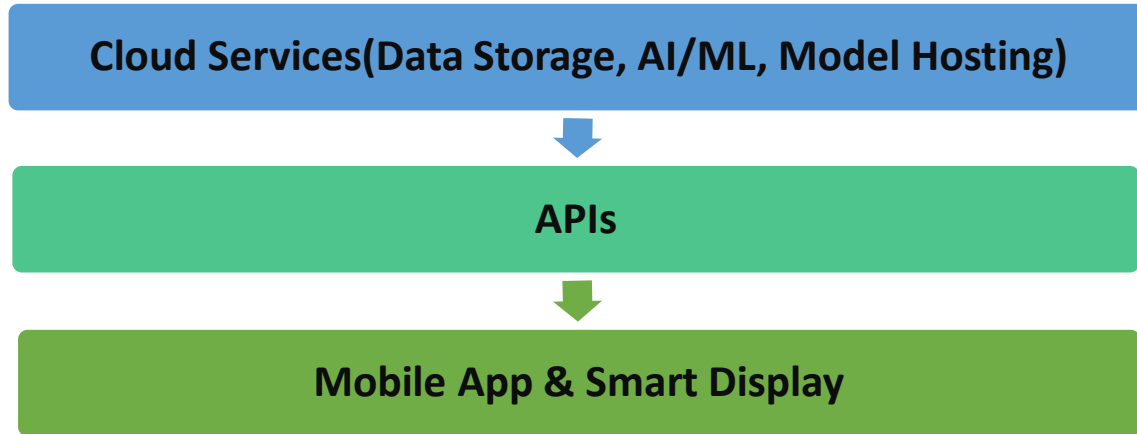 Cloud Services(Data Storage, AI/ML, Model Hosting)
APIs
Mobile App & Smart Display